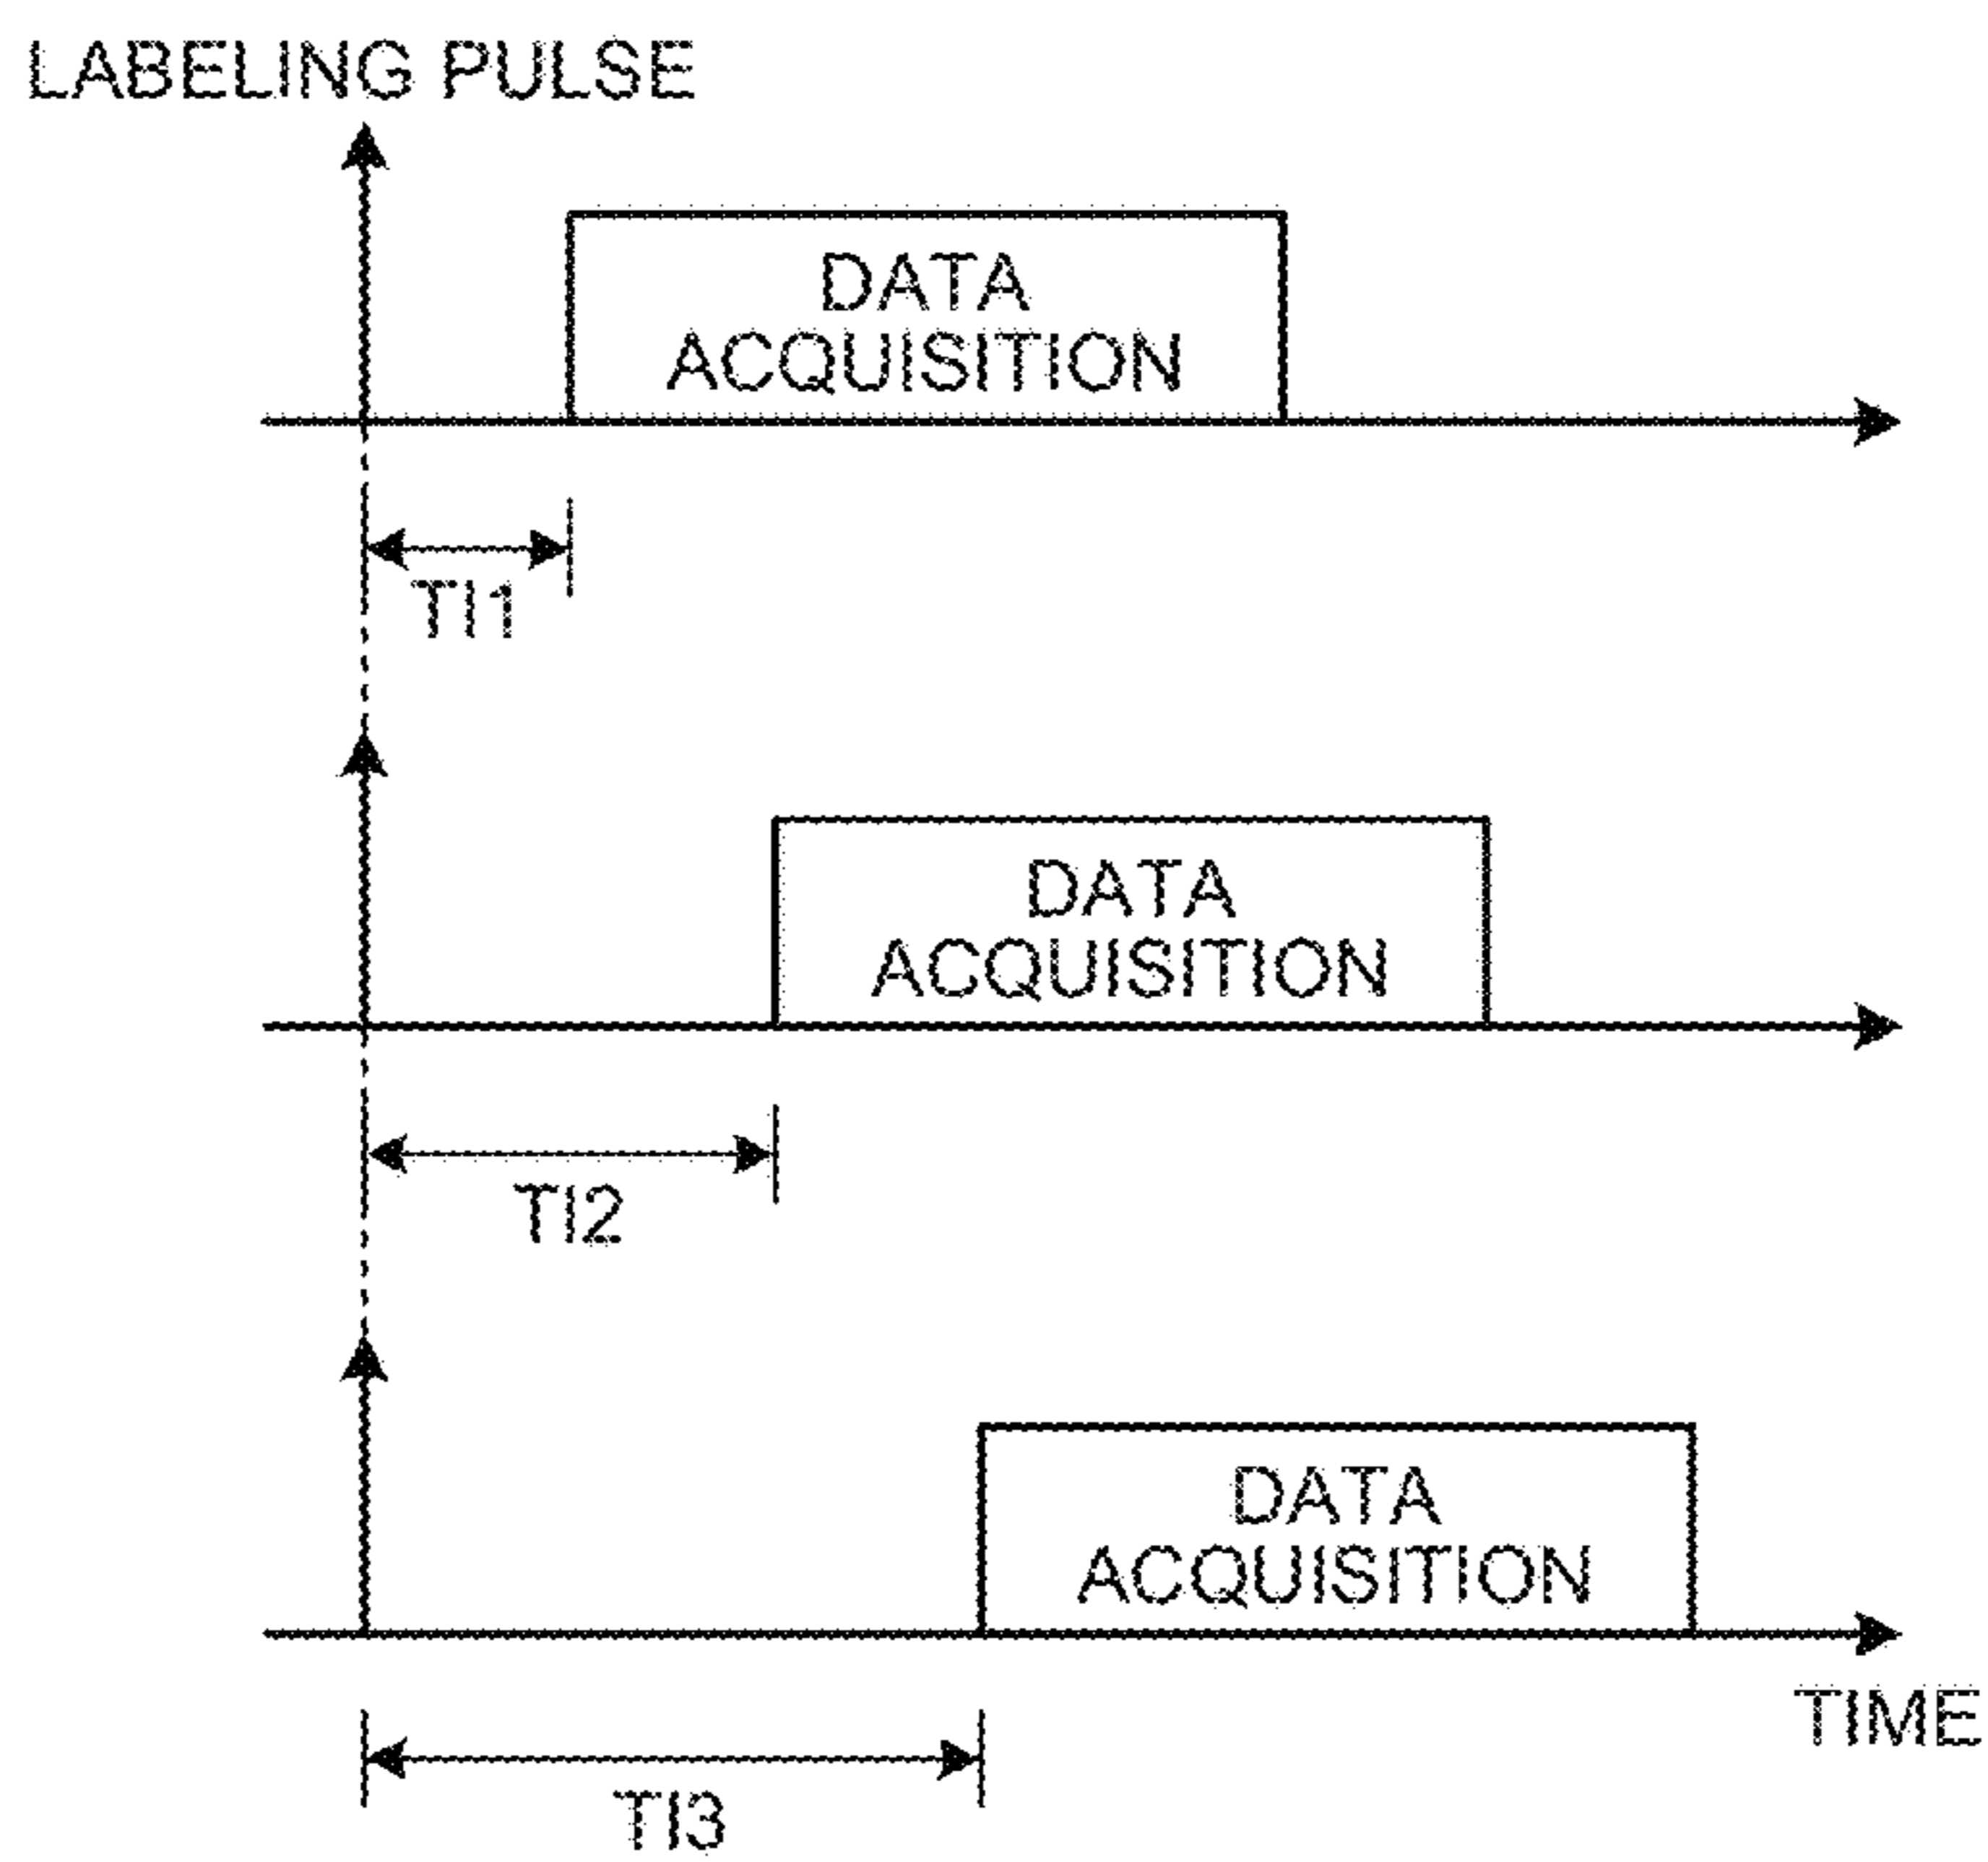 LABELING PULSE
DATA
ACQUISITION
TI1
DATA
ACQUISITION
TI2
DATA
ACQUISITION
TIME
TI3